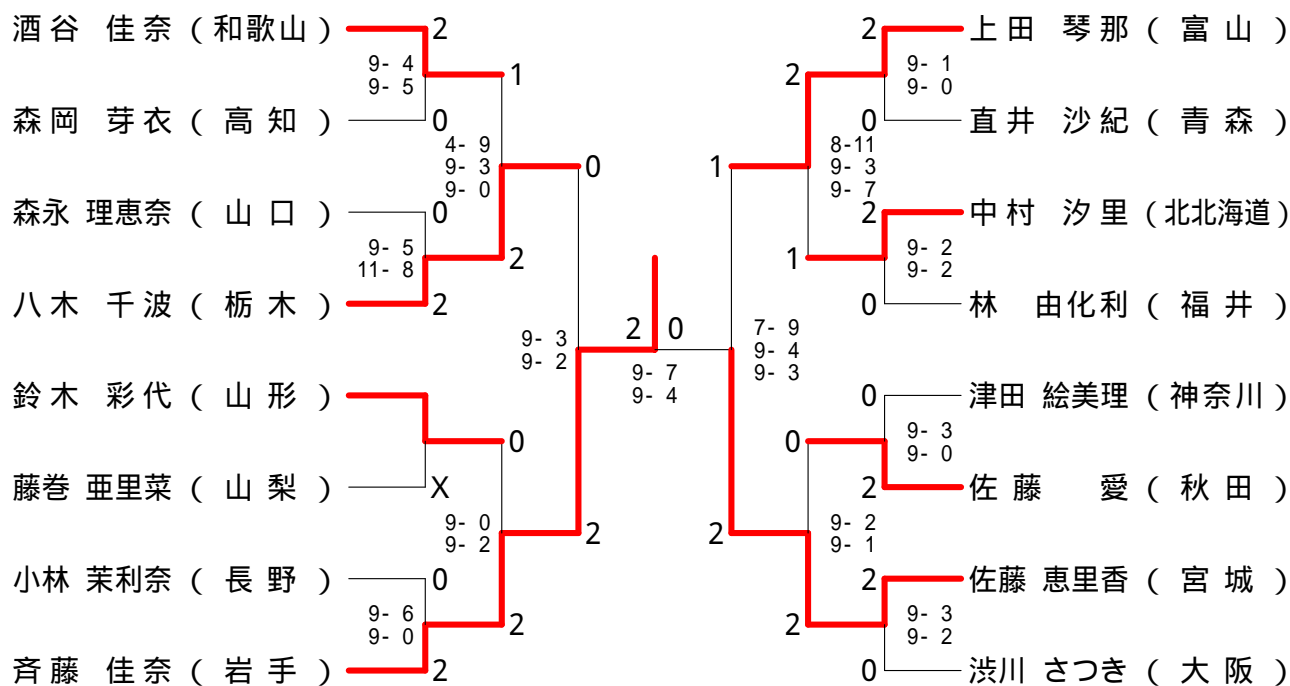 酒谷 佳奈 ( 和歌山 ) 2 2 上田 琴那 ( 富山 )
9- 4 1 2 9- 1
9- 5 9- 0
森岡 芽衣 ( 高知 ) 0 0 直井 沙紀 ( 青森 )
4- 9 8-11
9- 3 0 1 9- 3
9- 0 9- 7
森永 理恵奈 ( 山口 ) 0 2 中村 汐里 (北北海道)
9- 5 2 1 9- 2
11- 8 9- 2
八木 千波 ( 栃木 ) 2 0 林 由化利 ( 福井 )
9- 3 2 0 7- 9
9- 2 9- 7 9- 4
9- 4 9- 3
鈴木 彩代 ( 山形 ) 0 津田 絵美理 ( 神奈川 )
0 0 9- 3
9- 0
藤巻 亜里菜 ( 山梨 ) X 2 佐藤 愛 ( 秋田 )
9- 0 2 2 9- 2
9- 2 9- 1
小林 茉利奈 ( 長野 ) 0 2 佐藤 恵里香 ( 宮城 )
9- 6 2 2 9- 3
9- 0 9- 2
斉藤 佳奈 ( 岩手 ) 2 0 渋川 さつき ( 大阪 )